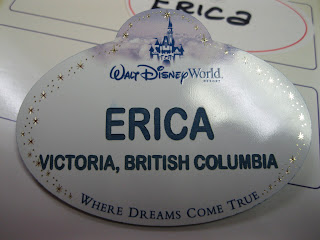 ERICA
WALT DISNEY World
RESORT
ERICA
VICTORIA, BRITISH COLUMBIA
WHERE DREAMS COME TRUE